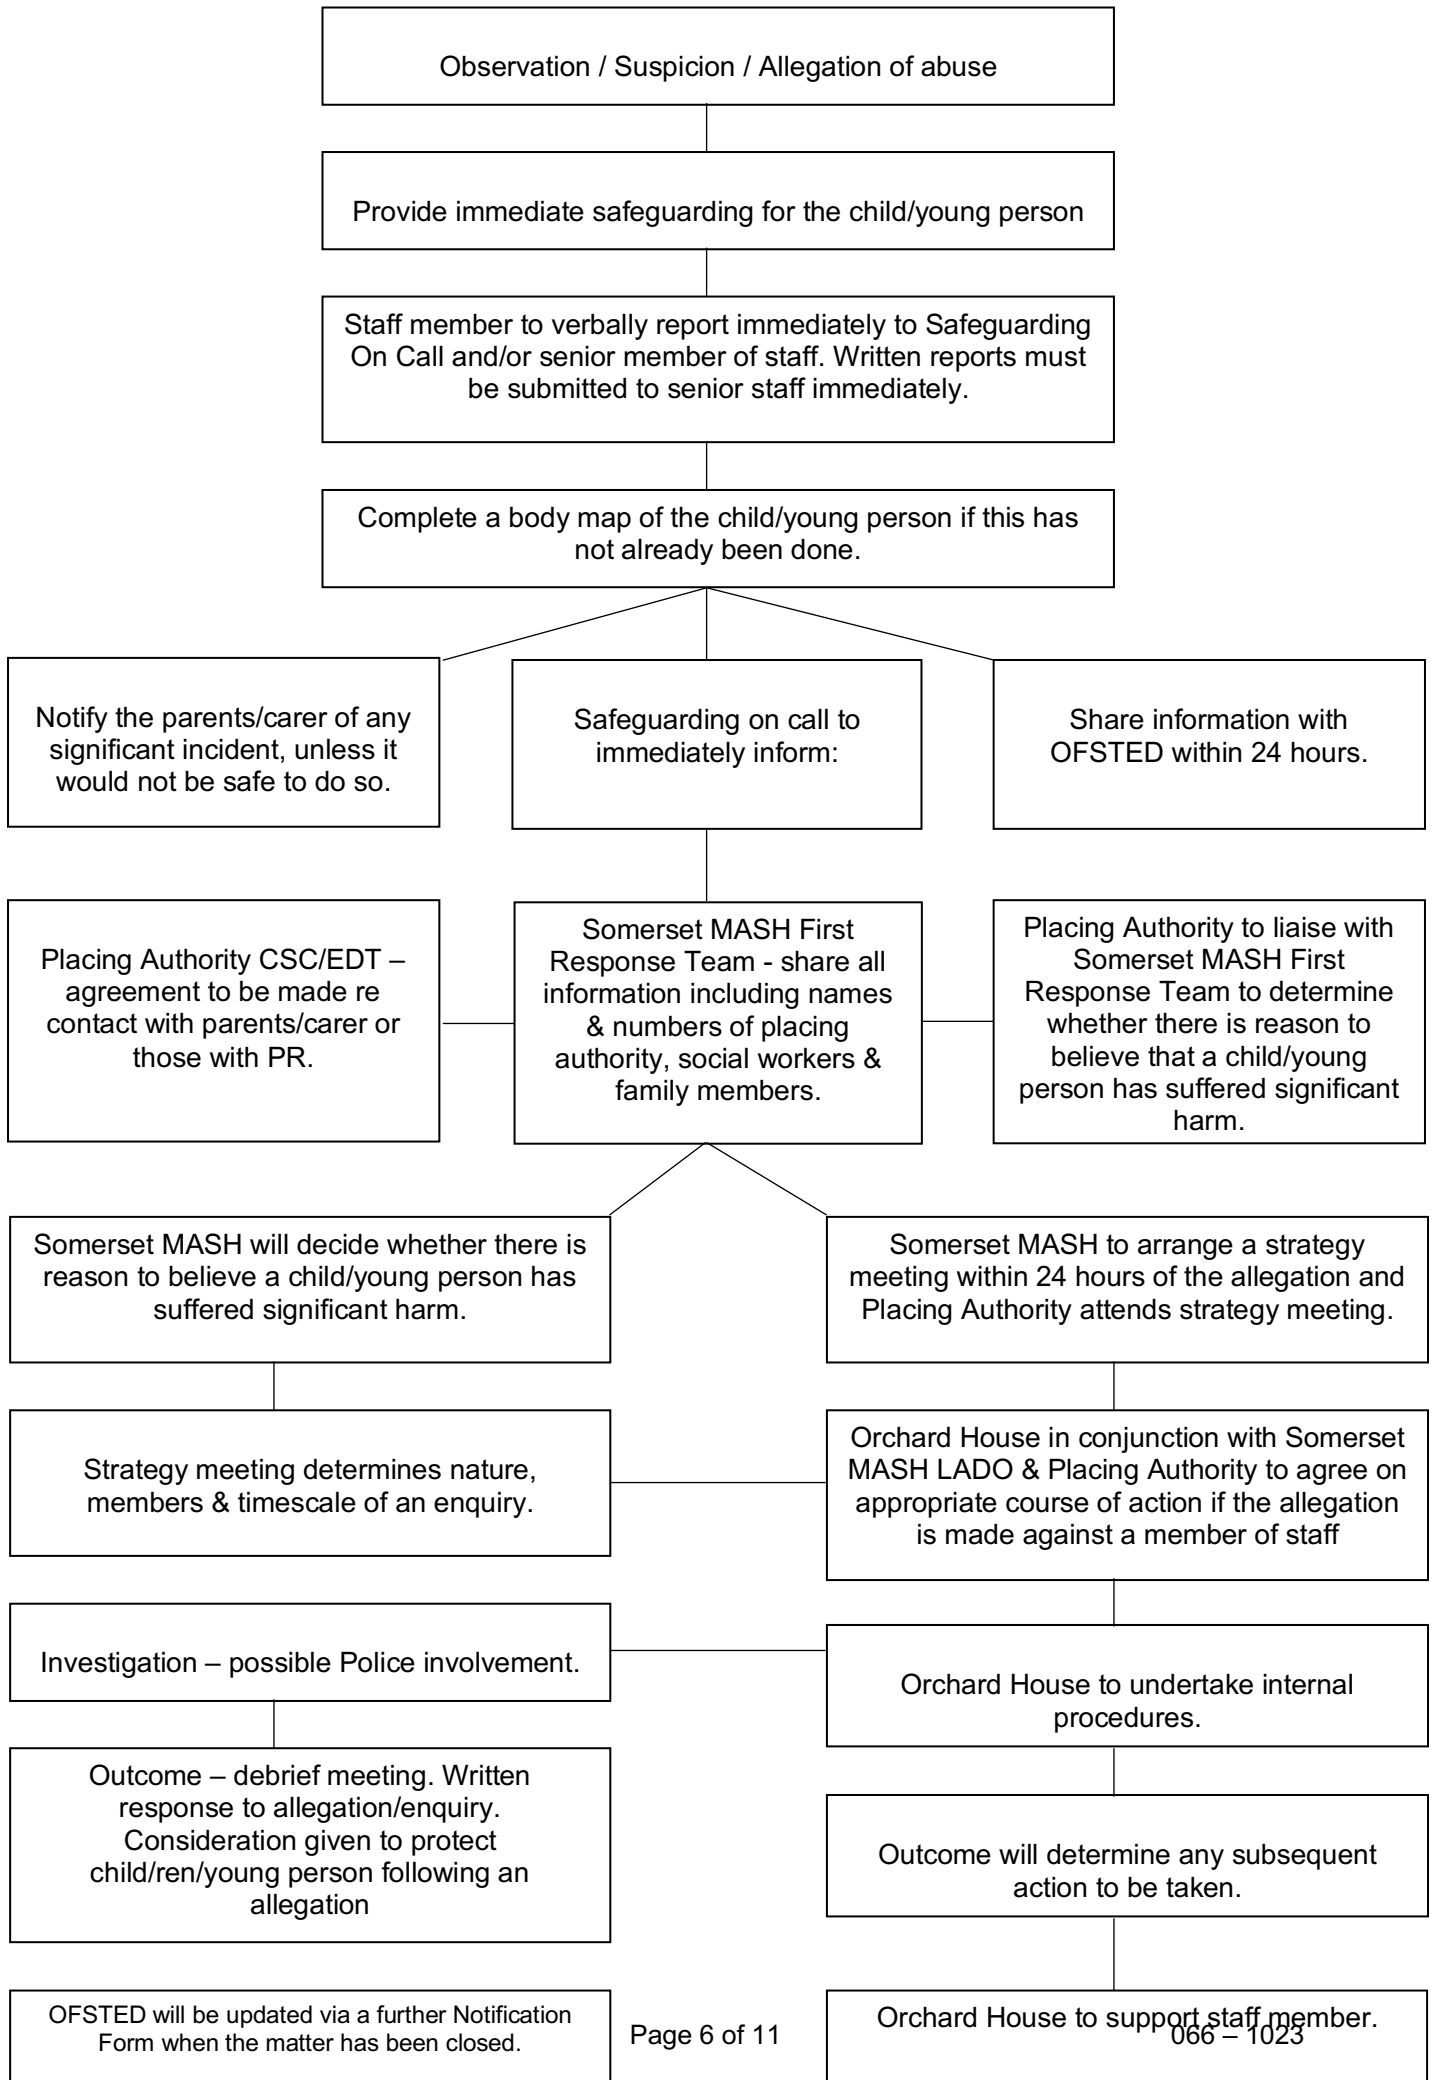 Observation / Suspicion / Allegation of abuse
Provide immediate safeguarding for the child/young person
Staff member to verbally report immediately to Safeguarding
On Call and/or senior member of staff. Written reports must
be submitted to senior staff immediately.
Complete a body map of the child/young person if this has
not already been done.
Notify the parents/carer of any
significant incident, unless it
would not be safe to do so.
Safeguarding on call to
immediately inform:
Share information with
OFSTED within 24 hours.
Placing Authority CSC/EDT –
agreement to be made re
contact with parents/carer or
those with PR.
Somerset MASH First
Response Team - share all
information including names
& numbers of placing
authority, social workers &
family members.
Placing Authority to liaise with
Somerset MASH First
Response Team to determine
whether there is reason to
believe that a child/young
person has suffered significant
harm.
Somerset MASH will decide whether there is
reason to believe a child/young person has
suffered significant harm.
Somerset MASH to arrange a strategy
meeting within 24 hours of the allegation and
Placing Authority attends strategy meeting.
Strategy meeting determines nature,
members & timescale of an enquiry.
Orchard House in conjunction with Somerset
MASH LADO & Placing Authority to agree on
appropriate course of action if the allegation
is made against a member of staff
Investigation – possible Police involvement.
Orchard House to undertake internal
procedures.
Outcome – debrief meeting. Written
response to allegation/enquiry.
Consideration given to protect
child/ren/young person following an
allegation
Outcome will determine any subsequent
action to be taken.
OFSTED will be updated via a further Notification
Form when the matter has been closed.
Orchard House to support staff member.
Page 6 of 11
066 – 1023